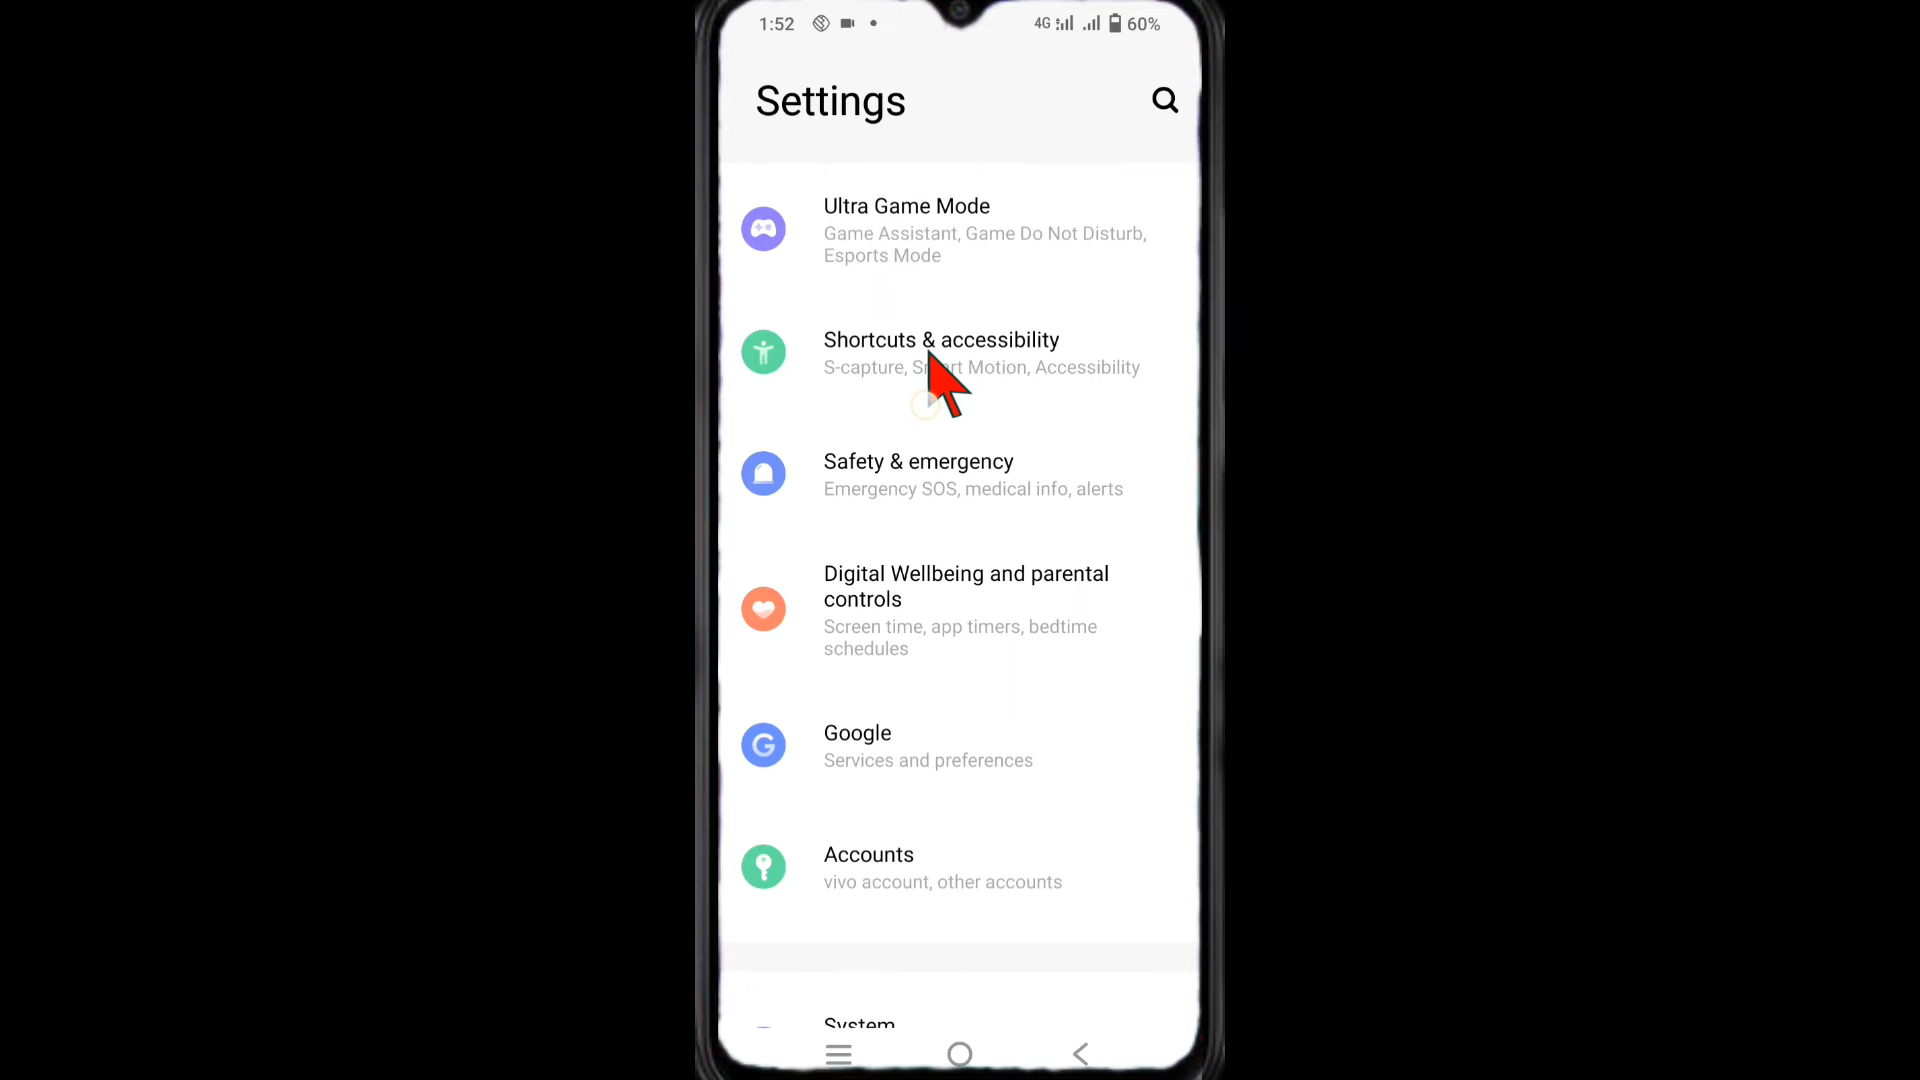 1:52
4G
60%
Settings
Ultra Game Mode
Game Assistant, Game Do Not Disturb,
Esports Mode
Shortcuts & accessibility
S-capture, Smart Motion, Accessibility
Safety & emergency
Emergency SOS, medical info, alerts
Digital Wellbeing and parental
controls
Screen time, app timers, bedtime
schedules
Google
Services and preferences
Accounts
vivo account, other accounts
System